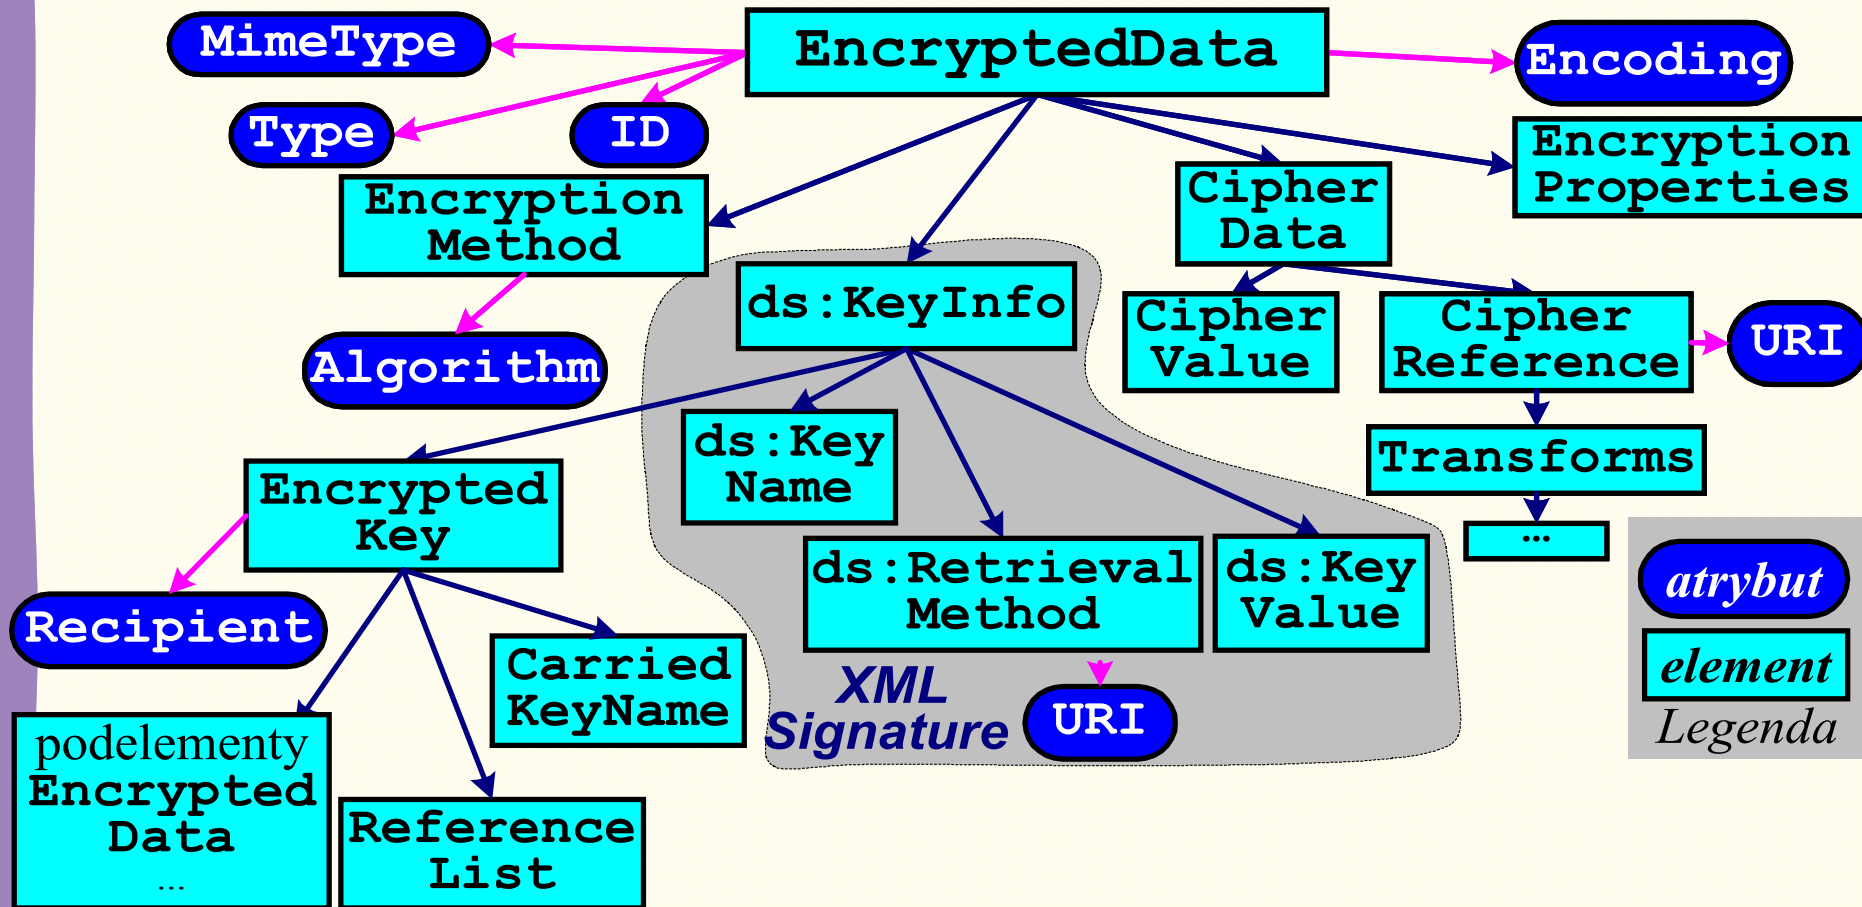 EncryptedData
MimeType
Encoding
Type
ID
Encryption
Properties
Encryption
Method
Cipher
Data
ds:KeyInfo
Cipher
Value
Cipher
Reference
URI
Algorithm
ds:Key
Name
Transforms
...
Encrypted
Key
ds:Retrieval
Method
ds:Key
Value
Recipient
Carried
KeyName
XML
Signature
URI
podelementy
Encrypted
Data
...
Reference
List
atrybut
element
Legenda